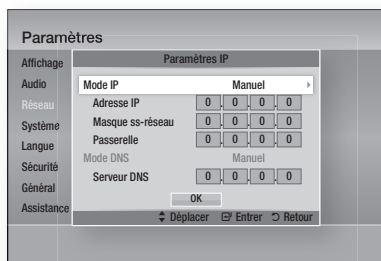 Paramètres
Affichage
Audio
Réseau
Système
Langue
Sécurité
Général
Assistance
Paramètres IP
Mode IP Manuel
Adresse IP 0 . 0 . 0 . 0
Masque ss-réseau 0 . 0 . 0 . 0
Passerelle 0 . 0 . 0 . 0
Mode DNS Manuel
Serveur DNS 0 . 0 . 0 . 0
OK
Déplacer Entrer Retour